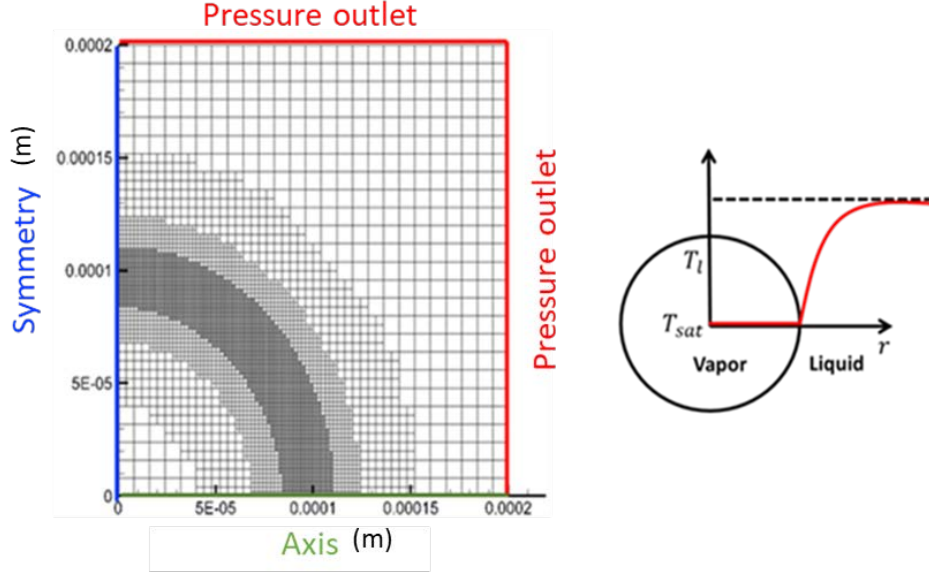 Pressure outlet
0.0002
0.00015
0.0001
5E-05
0
Symmetry (m)
0 5E-05 0.0001 0.00015 0.0002
Axis (m)
Pressure outlet
T_l
T_sat
r
Vapor Liquid